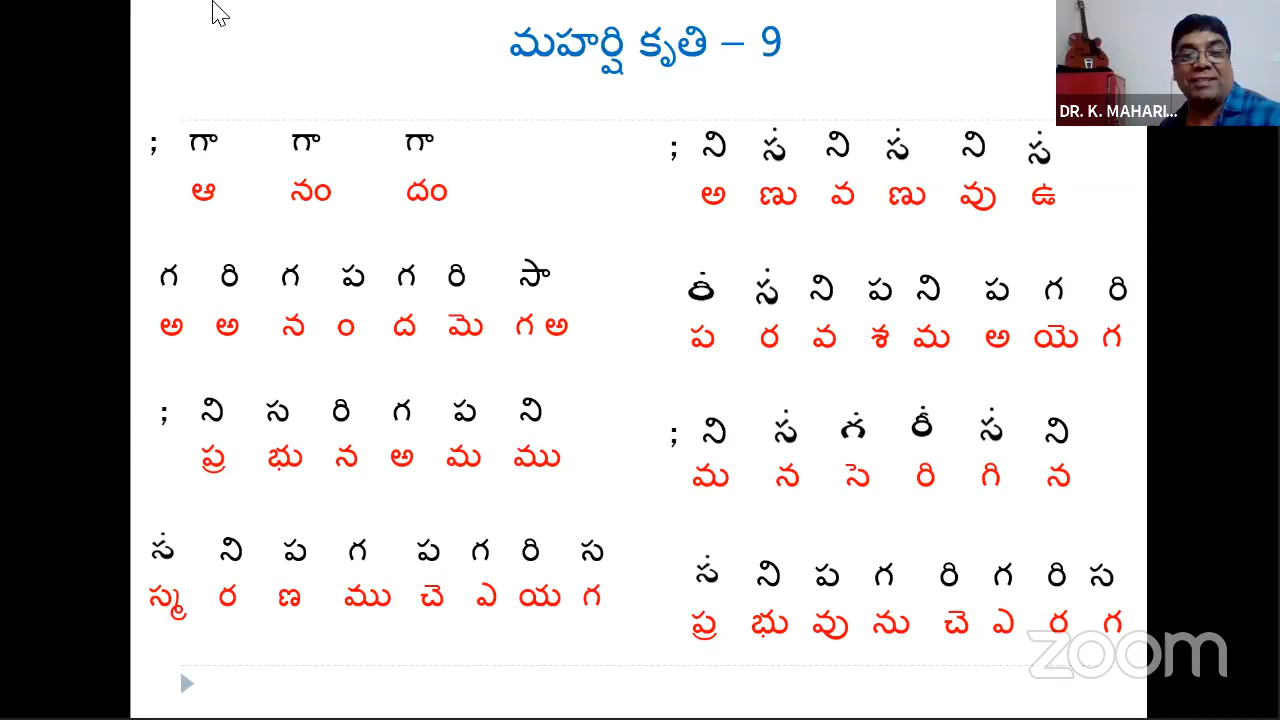 మహర్షి కృతి – 9
DR. K. MAHARI...
; గా గా గా
ఆ నం దం
గ రి గ ప గ రి సా
అ అ న ం ద మె గ అ
; ని స రి గ ప ని
ప్ర భు న అ మ ము
స̇ ని ప గ ప గ రి స
స్మ ర ణ ము చె ఎ య గ
; ని స̇ ని స̇ ని స̇
అ ణు వ ణు వు ఉ
రి̇ స̇ ని ప ని ప గ రి
ప ర వ శ మ అ యె గ
; ని స̇ గ̇ రీ̇ స̇ ని
మ న సె రి గి న
స̇ ని ప గ రి గ రి స
ప్ర భు వు ను చె ఎ ర గ
zoom